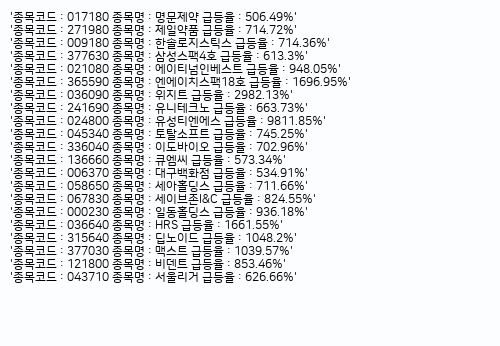 '종목코드 : 017180 종목명 : 명문제약 급등율 : 506.49%'
'종목코드 : 271980 종목명 : 제일약품 급등율 : 714.72%'
'종목코드 : 009180 종목명 : 한솔로지스틱스 급등율 : 714.36%'
'종목코드 : 377630 종목명 : 삼성스팩4호 급등율 : 613.3%'
'종목코드 : 021080 종목명 : 에이티넘인베스트 급등율 : 948.05%'
'종목코드 : 365590 종목명 : 엔에이치스팩18호 급등율 : 1696.95%'
'종목코드 : 036090 종목명 : 위지트 급등율 : 2982.13%'
'종목코드 : 241690 종목명 : 유니테크노 급등율 : 663.73%'
'종목코드 : 024800 종목명 : 유성티엔에스 급등율 : 9811.85%'
'종목코드 : 045340 종목명 : 토탈소프트 급등율 : 745.25%'
'종목코드 : 336040 종목명 : 이도바이오 급등율 : 702.96%'
'종목코드 : 136660 종목명 : 큐엠씨 급등율 : 573.34%'
'종목코드 : 006370 종목명 : 대구백화점 급등율 : 534.91%'
'종목코드 : 058650 종목명 : 세아홀딩스 급등율 : 711.66%'
'종목코드 : 067830 종목명 : 세이브존I&C 급등율 : 824.55%'
'종목코드 : 000230 종목명 : 일동홀딩스 급등율 : 936.18%'
'종목코드 : 036640 종목명 : HRS 급등율 : 1661.55%'
'종목코드 : 315640 종목명 : 딥노이드 급등율 : 1048.2%'
'종목코드 : 377030 종목명 : 맥스트 급등율 : 1039.57%'
'종목코드 : 121800 종목명 : 비덴트 급등율 : 853.46%'
'종목코드 : 043710 종목명 : 서울리거 급등율 : 626.66%'